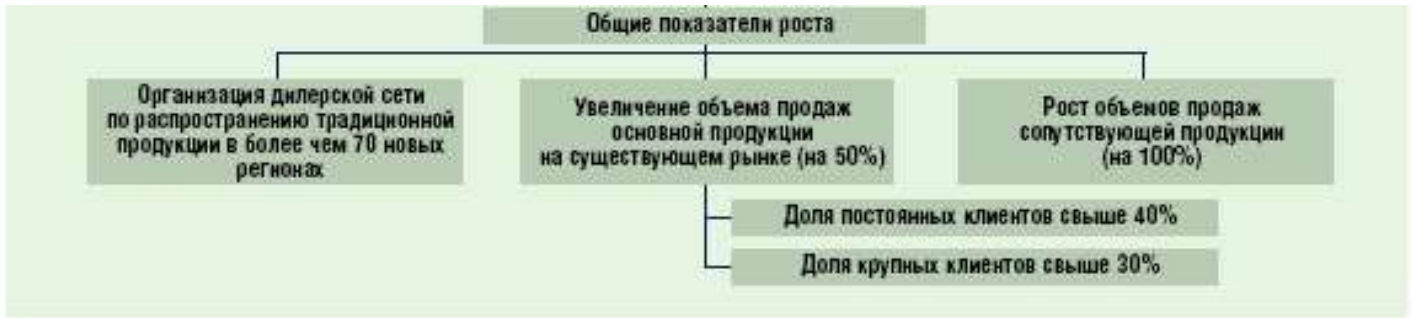 Общие показатели роста
Организация дилерской сети
по распространению традиционной
продукции в более чем 70 новых
регионах
Увеличение объема продаж
основной продукции
на существующем рынке (на 50%)
Рост объемов продаж
сопутствующей продукции
(на 100%)
Доля постоянных клиентов свыше 40%
Доля крупных клиентов свыше 30%